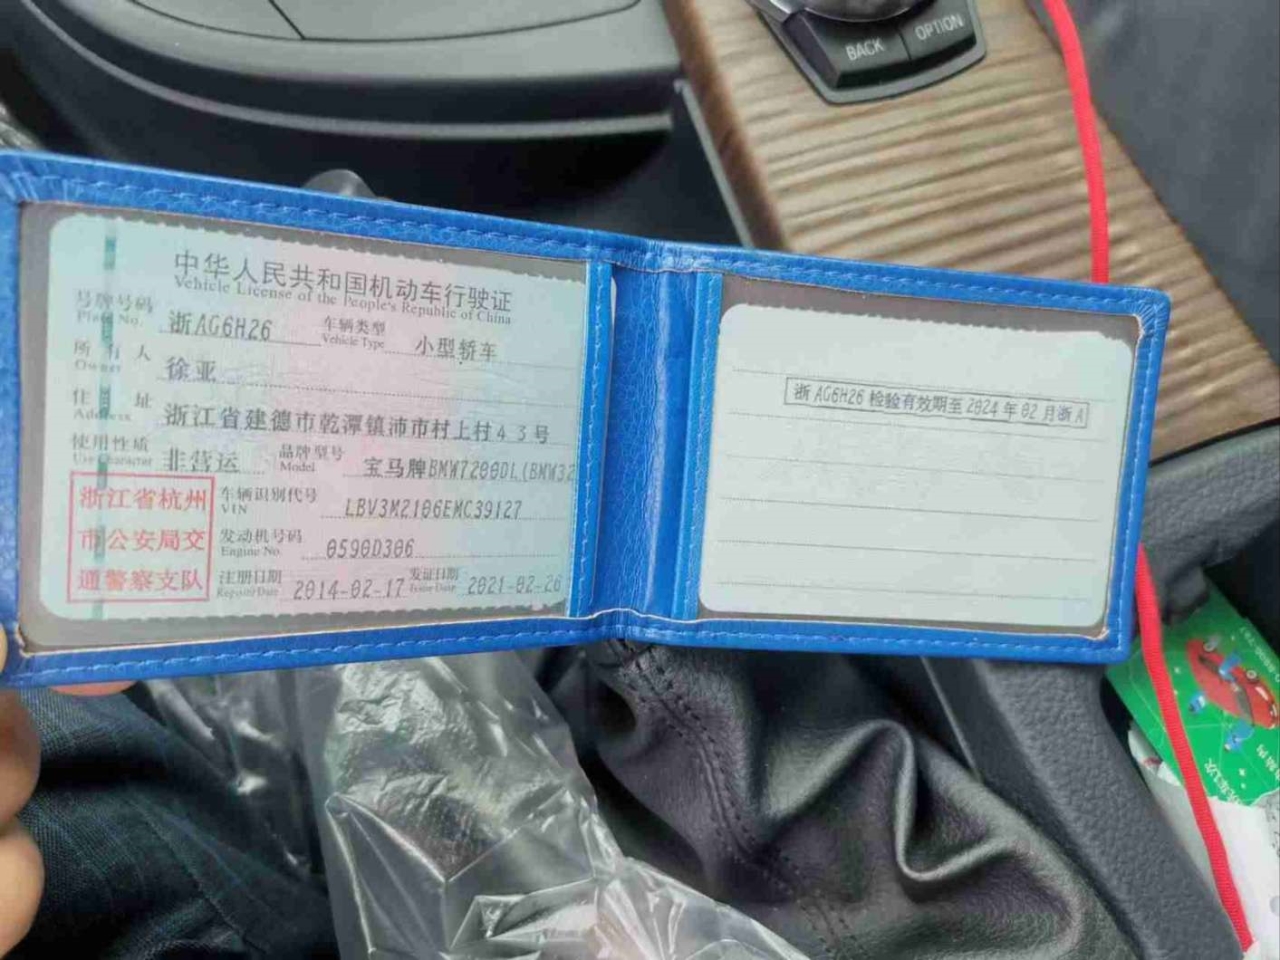 BACK
OPTION
中华人民共和国机动车行驶证
Vehicle License of the People's Republic of China
号牌号码 浙AG6H26 车辆类型 小型轿车
Plate No. Vehicle Type
所有人 徐亚
Owner
住址 浙江省建德市乾潭镇沛市村上村43号
Address
使用性质 非营运 品牌型号 宝马牌BMW7200DL(BMW32
Use Character Model
浙江省杭州
市公安局交
通警察支队
车辆识别代号 LBV3M2106EMC39127
VIN
发动机号码 0590D306
Engine No.
注册日期 2014-02-17 发证日期 2021-02-26
Register Date Issue Date
浙AG6H26 检验有效期至 2024年02月浙A